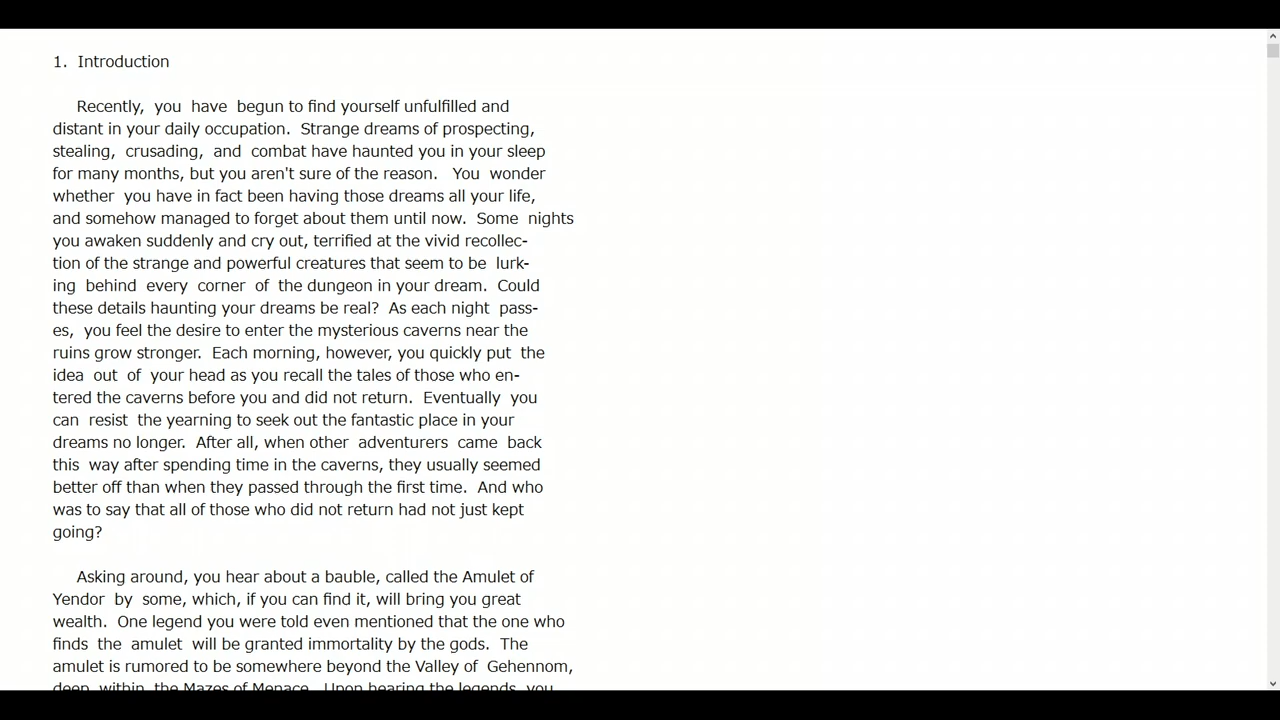 1. Introduction
Recently, you have begun to find yourself unfulfilled and
distant in your daily occupation. Strange dreams of prospecting,
stealing, crusading, and combat have haunted you in your sleep
for many months, but you aren't sure of the reason. You wonder
whether you have in fact been having those dreams all your life,
and somehow managed to forget about them until now. Some nights
you awaken suddenly and cry out, terrified at the vivid recollec-
tion of the strange and powerful creatures that seem to be lurk-
ing behind every corner of the dungeon in your dream. Could
these details haunting your dreams be real? As each night pass-
es, you feel the desire to enter the mysterious caverns near the
ruins grow stronger. Each morning, however, you quickly put the
idea out of your head as you recall the tales of those who en-
tered the caverns before you and did not return. Eventually you
can resist the yearning to seek out the fantastic place in your
dreams no longer. After all, when other adventurers came back
this way after spending time in the caverns, they usually seemed
better off than when they passed through the first time. And who
was to say that all of those who did not return had not just kept
going?
Asking around, you hear about a bauble, called the Amulet of
Yendor by some, which, if you can find it, will bring you great
wealth. One legend you were told even mentioned that the one who
finds the amulet will be granted immortality by the gods. The
amulet is rumored to be somewhere beyond the Valley of Gehennom,
deep within the Mazes of Menace. Upon hearing the legends, you